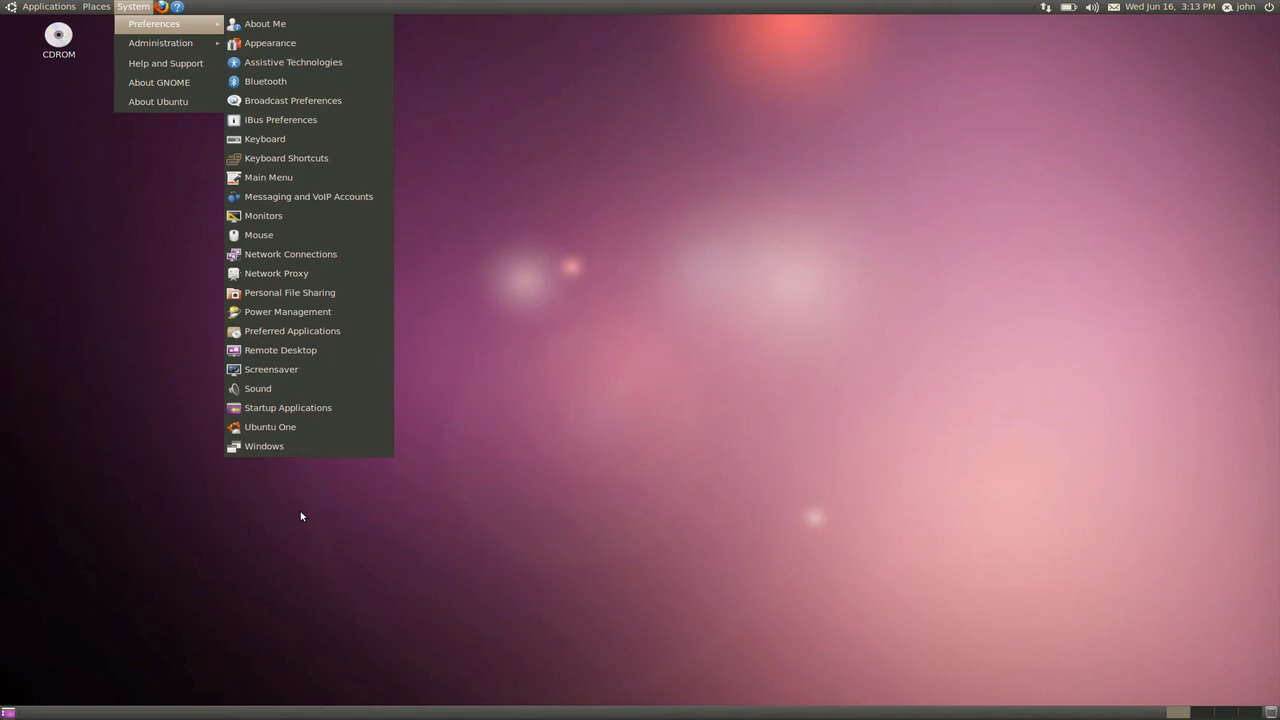 Applications Places System
Wed Jun 16, 3:13 PM john
CDROM
Preferences
Administration
Help and Support
About GNOME
About Ubuntu
About Me
Appearance
Assistive Technologies
Bluetooth
Broadcast Preferences
IBus Preferences
Keyboard
Keyboard Shortcuts
Main Menu
Messaging and VoIP Accounts
Monitors
Mouse
Network Connections
Network Proxy
Personal File Sharing
Power Management
Preferred Applications
Remote Desktop
Screensaver
Sound
Startup Applications
Ubuntu One
Windows